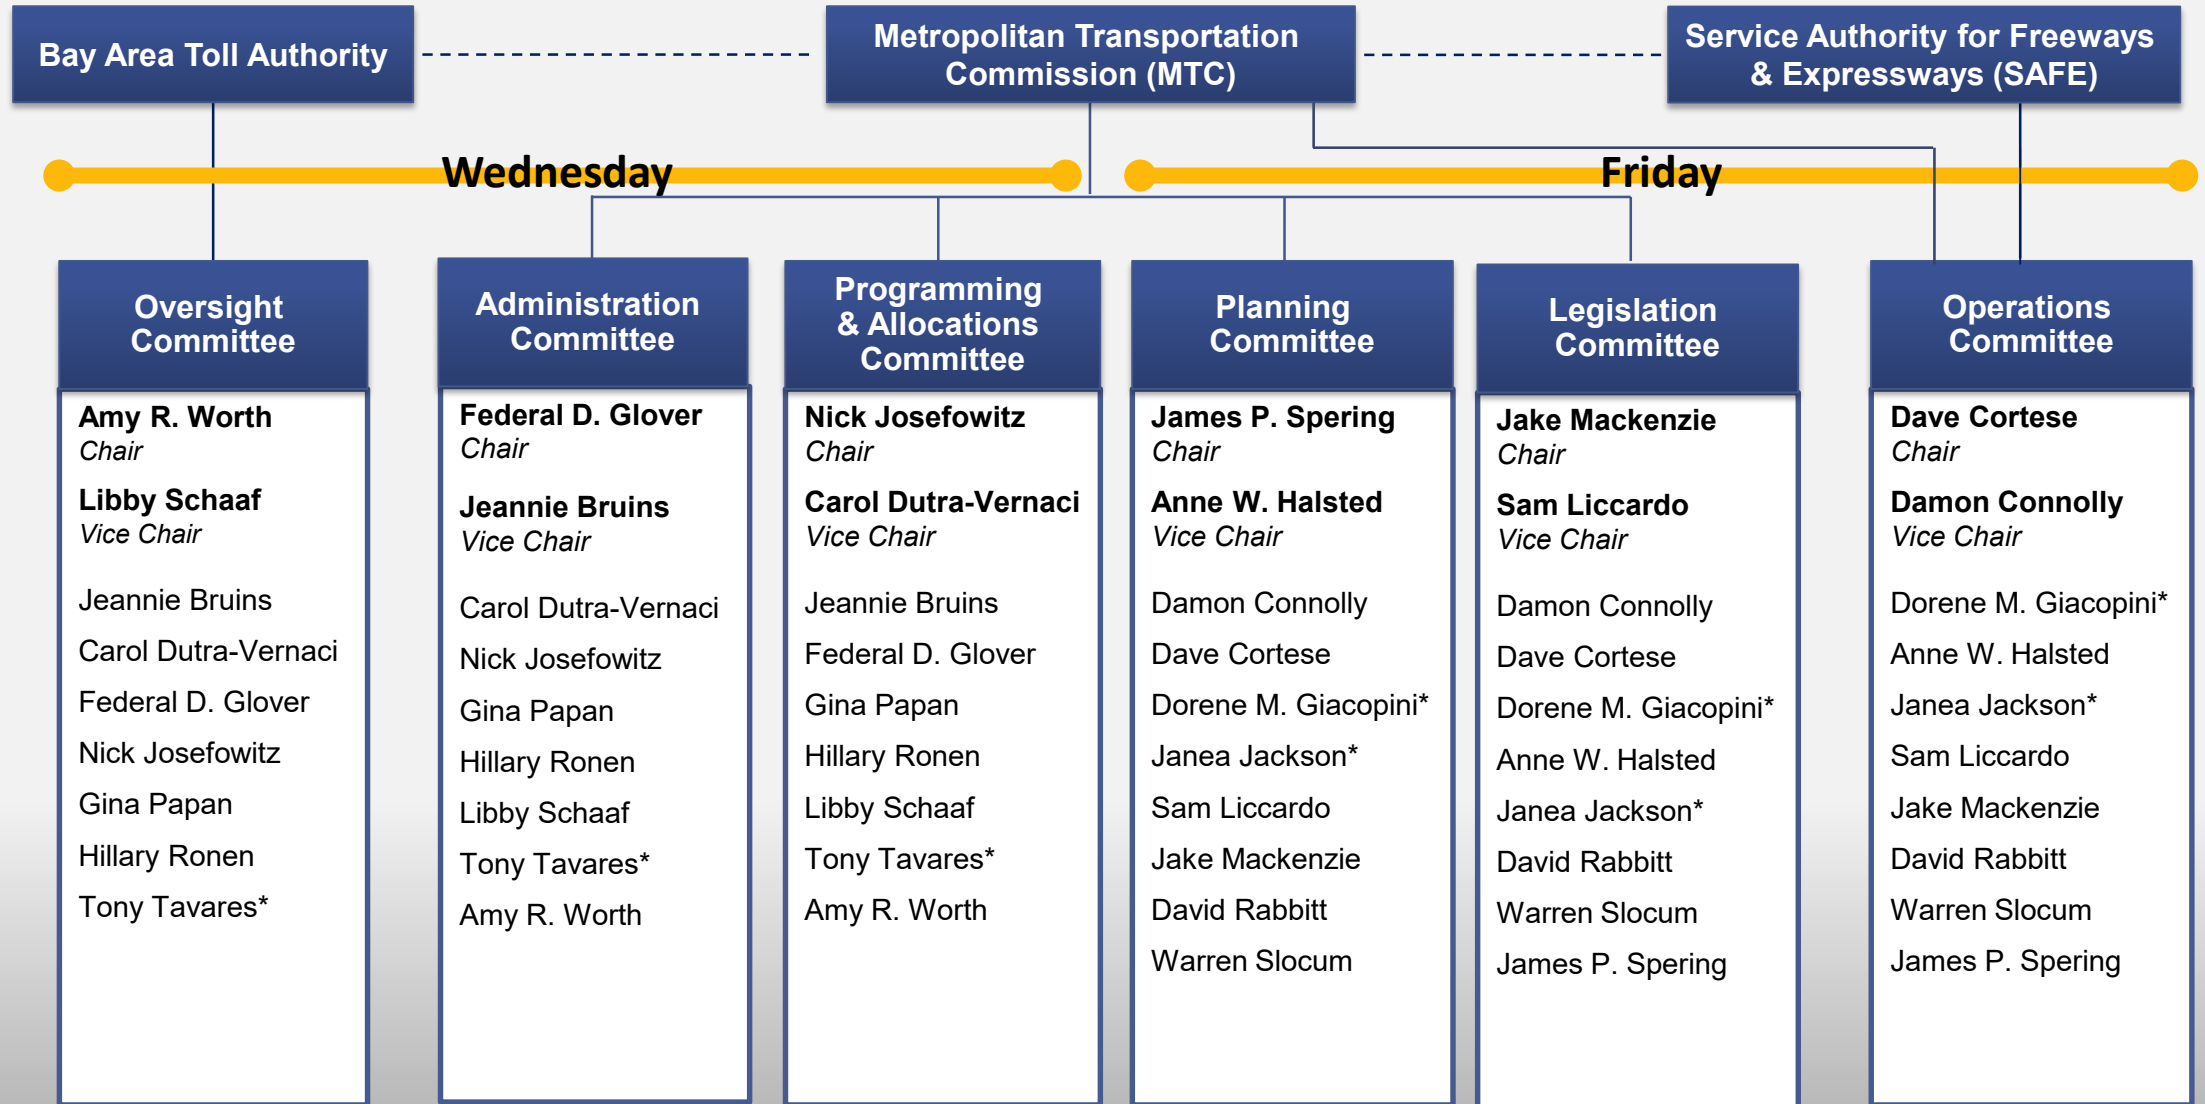 Bay Area Toll Authority
Metropolitan Transportation
Commission (MTC)
Service Authority for Freeways
& Expressways (SAFE)
Wednesday
Friday
Oversight
Committee
Amy R. Worth
Chair
Libby Schaaf
Vice Chair
Jeannie Bruins
Carol Dutra-Vernaci
Federal D. Glover
Nick Josefowitz
Gina Papan
Hillary Ronen
Tony Tavares*
Administration
Committee
Federal D. Glover
Chair
Jeannie Bruins
Vice Chair
Carol Dutra-Vernaci
Nick Josefowitz
Gina Papan
Hillary Ronen
Libby Schaaf
Tony Tavares*
Amy R. Worth
Programming
& Allocations
Committee
Nick Josefowitz
Chair
Carol Dutra-Vernaci
Vice Chair
Jeannie Bruins
Federal D. Glover
Gina Papan
Hillary Ronen
Libby Schaaf
Tony Tavares*
Amy R. Worth
Planning
Committee
James P. Spering
Chair
Anne W. Halsted
Vice Chair
Damon Connolly
Dave Cortese
Dorene M. Giacopini*
Janea Jackson*
Sam Liccardo
Jake Mackenzie
David Rabbitt
Warren Slocum
Legislation
Committee
Jake Mackenzie
Chair
Sam Liccardo
Vice Chair
Damon Connolly
Dave Cortese
Dorene M. Giacopini*
Anne W. Halsted
Janea Jackson*
David Rabbitt
Warren Slocum
James P. Spering
Operations
Committee
Dave Cortese
Chair
Damon Connolly
Vice Chair
Dorene M. Giacopini*
Anne W. Halsted
Janea Jackson*
Sam Liccardo
Jake Mackenzie
David Rabbitt
Warren Slocum
James P. Spering